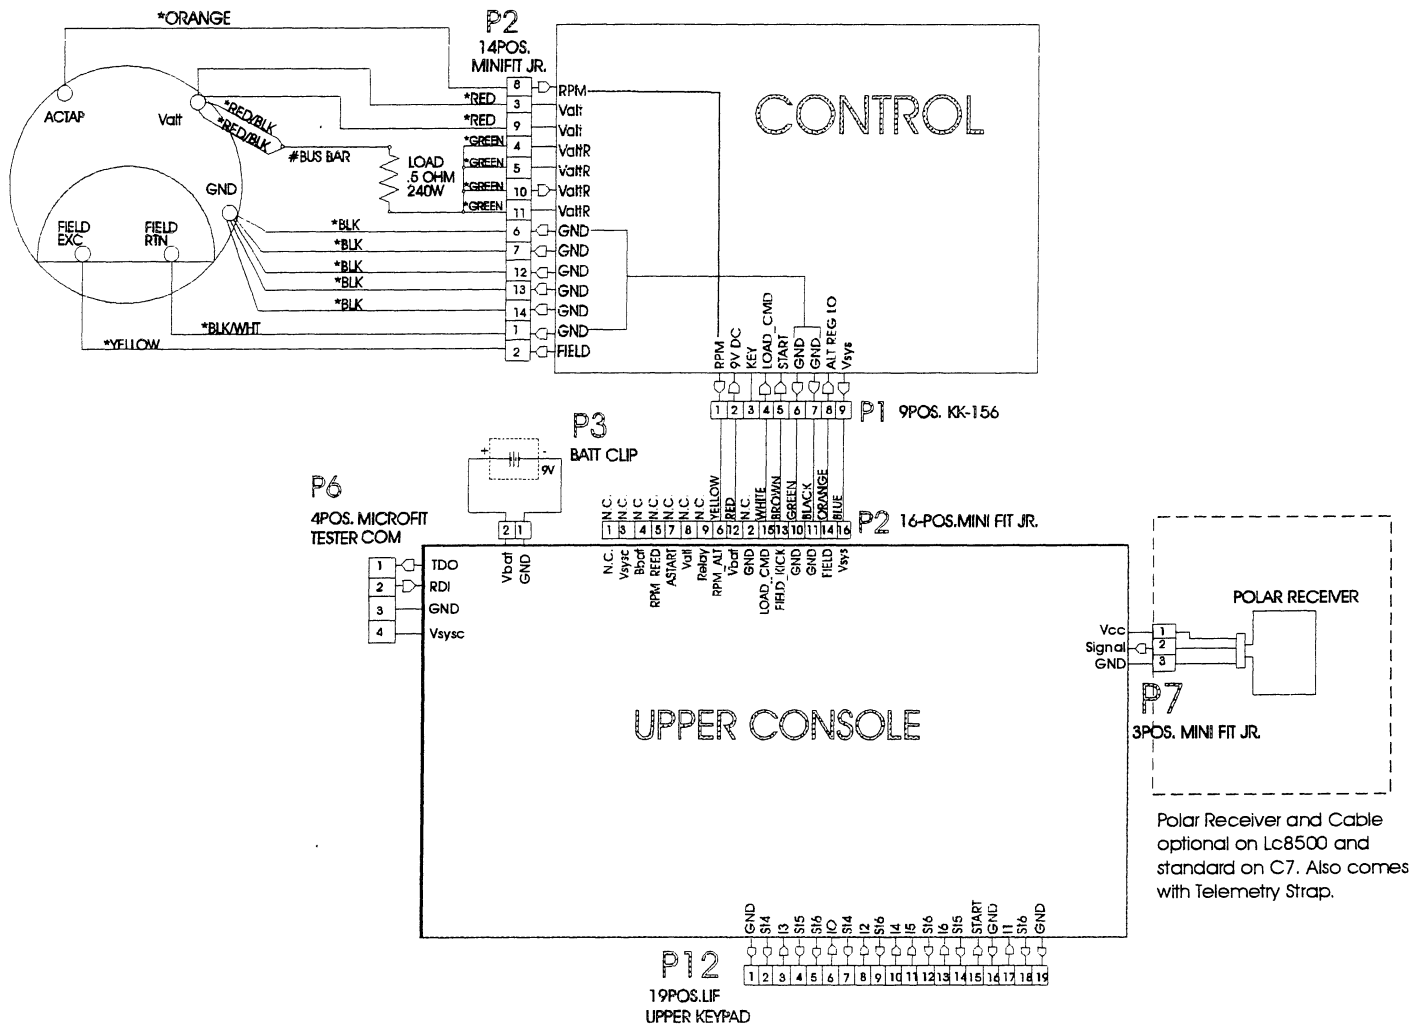 *ORANGE
P2
14POS.
MINIFIT JR.
CONTROL
ACTAP
Valt
*RED/BLK
*RED/BLK
#BUS BAR
LOAD
.5 OHM
240W
GND
FIELD
EXC
FIELD
RTN
*RED
*RED
*GREEN
*GREEN
*GREEN
*GREEN
*BLK
*BLK
*BLK
*BLK
*BLK
*BLK/WHT
*YELLOW
8 RPM
3 Valt
9 Valt
4 ValtR
5 ValtR
10 ValtR
11 ValtR
6 GND
7 GND
12 GND
13 GND
14 GND
1 GND
2 FIELD
RPM
9V DC
KEY
LOAD_CMD
START
GND
GND
ALT REG LO
Vsys
1 2 3 4 5 6 7 8 9
P1 9POS. KK-156
P3
BATT CLIP
+ -
9V
2 1
Vbat
GND
P6
4POS. MICROFIT
TESTER COM
1 TDO
2 RDI
3 GND
4 Vsysc
N.C.
N.C.
N.C.
N.C.
N.C.
N.C.
N.C.
YELLOW
RED
N.C.
WHITE
BROWN
GREEN
BLACK
ORANGE
BLUE
1 3 4 5 7 8 9 6 12 2 15 13 10 11 14 16
P2 16-POS.MINI FIT JR.
N.C.
Vsysc
Bbat
RPM_REED
ASTART
Valt
Relay
RPM_ALT
Vbat
GND
LOAD_CMD
FIELD_KICK
GND
GND
FIELD
Vsys
UPPER CONSOLE
POLAR RECEIVER
Vcc 1
Signal 2
GND 3
P7
3POS. MINI FIT JR.
Polar Receiver and Cable
optional on Lc8500 and
standard on C7. Also comes
with Telemetry Strap.
GND
St4
I3
St5
St6
IO
St4
I2
St6
I4
I5
St6
I6
St5
START
GND
I1
St6
GND
1 2 3 4 5 6 7 8 9 10 11 12 13 14 15 16 17 18 19
P12
19POS.LIF
UPPER KEYPAD